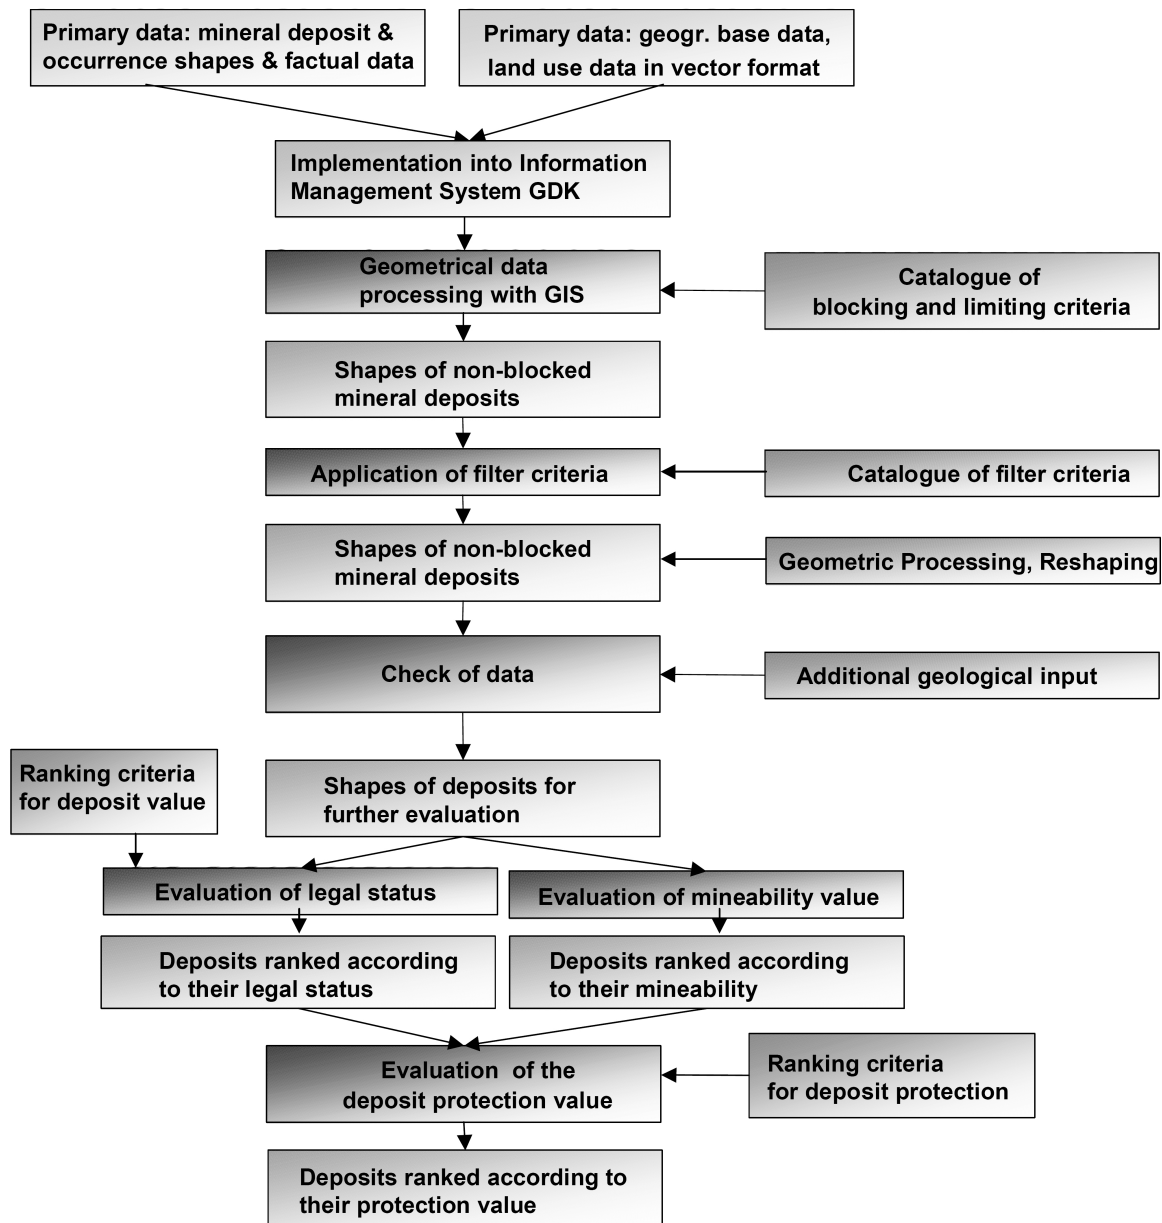 Primary data: mineral deposit &
occurrence shapes & factual data
Primary data: geogr. base data,
land use data in vector format
Implementation into Information
Management System GDK
Geometrical data
processing with GIS
Catalogue of
blocking and limiting criteria
Shapes of non-blocked
mineral deposits
Application of filter criteria
Catalogue of filter criteria
Shapes of non-blocked
mineral deposits
Geometric Processing, Reshaping
Check of data
Additional geological input
Ranking criteria
for deposit value
Shapes of deposits for
further evaluation
Evaluation of legal status
Evaluation of mineability value
Deposits ranked according
to their legal status
Deposits ranked according
to their mineability
Evaluation of the
deposit protection value
Ranking criteria
for deposit protection
Deposits ranked according to
their protection value